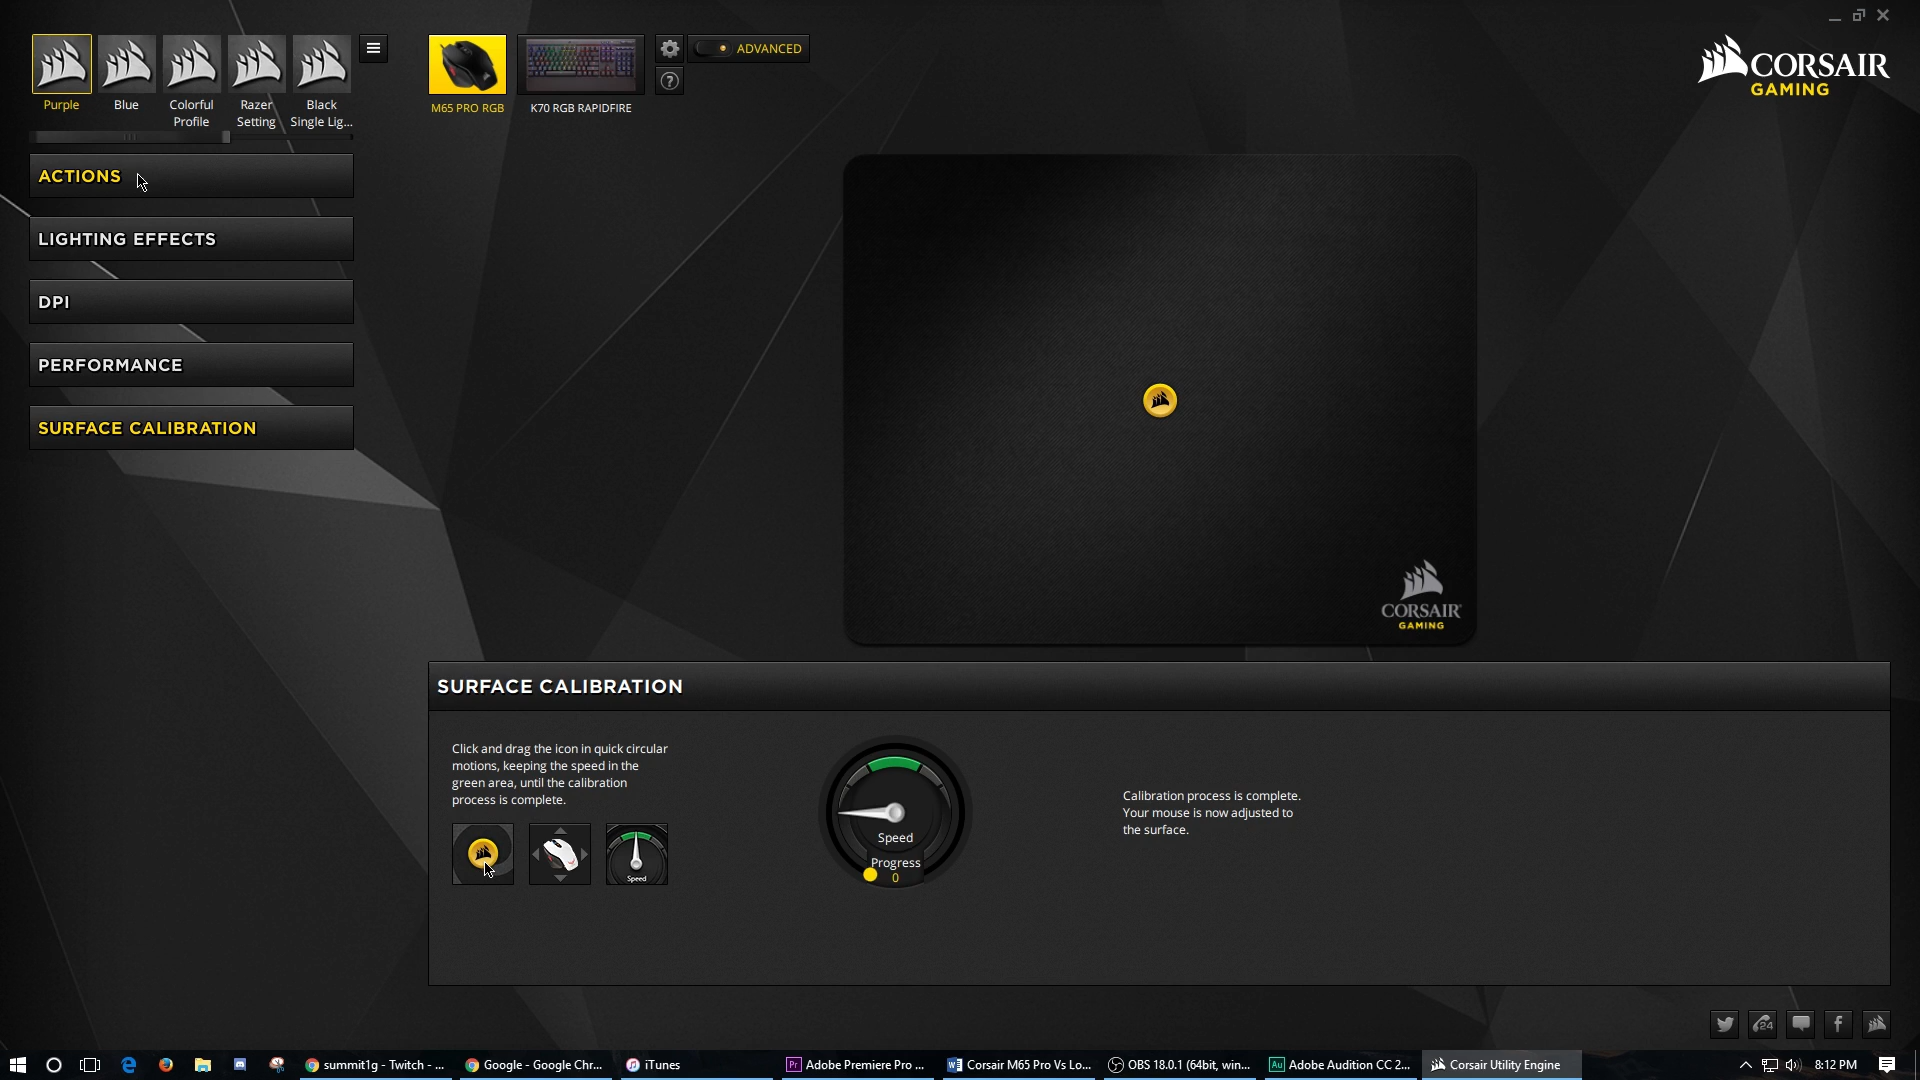 Purple
Blue
Colorful
Profile
Razer
Setting
Black
Single Lig...
M65 PRO RGB
K70 RGB RAPIDFIRE
ADVANCED
?
CORSAIR
GAMING
ACTIONS
LIGHTING EFFECTS
DPI
PERFORMANCE
SURFACE CALIBRATION
CORSAIR
GAMING
SURFACE CALIBRATION
Click and drag the icon in quick circular
motions, keeping the speed in the
green area, until the calibration
process is complete.
Speed
Speed
Progress
0
Calibration process is complete.
Your mouse is now adjusted to
the surface.
24
f
summit1g - Twitch - ...
Google - Google Chr...
iTunes
Pr
Adobe Premiere Pro ...
Corsair M65 Pro Vs Lo...
OBS 18.0.1 (64bit, win...
Au
Adobe Audition CC 2...
Corsair Utility Engine
8:12 PM